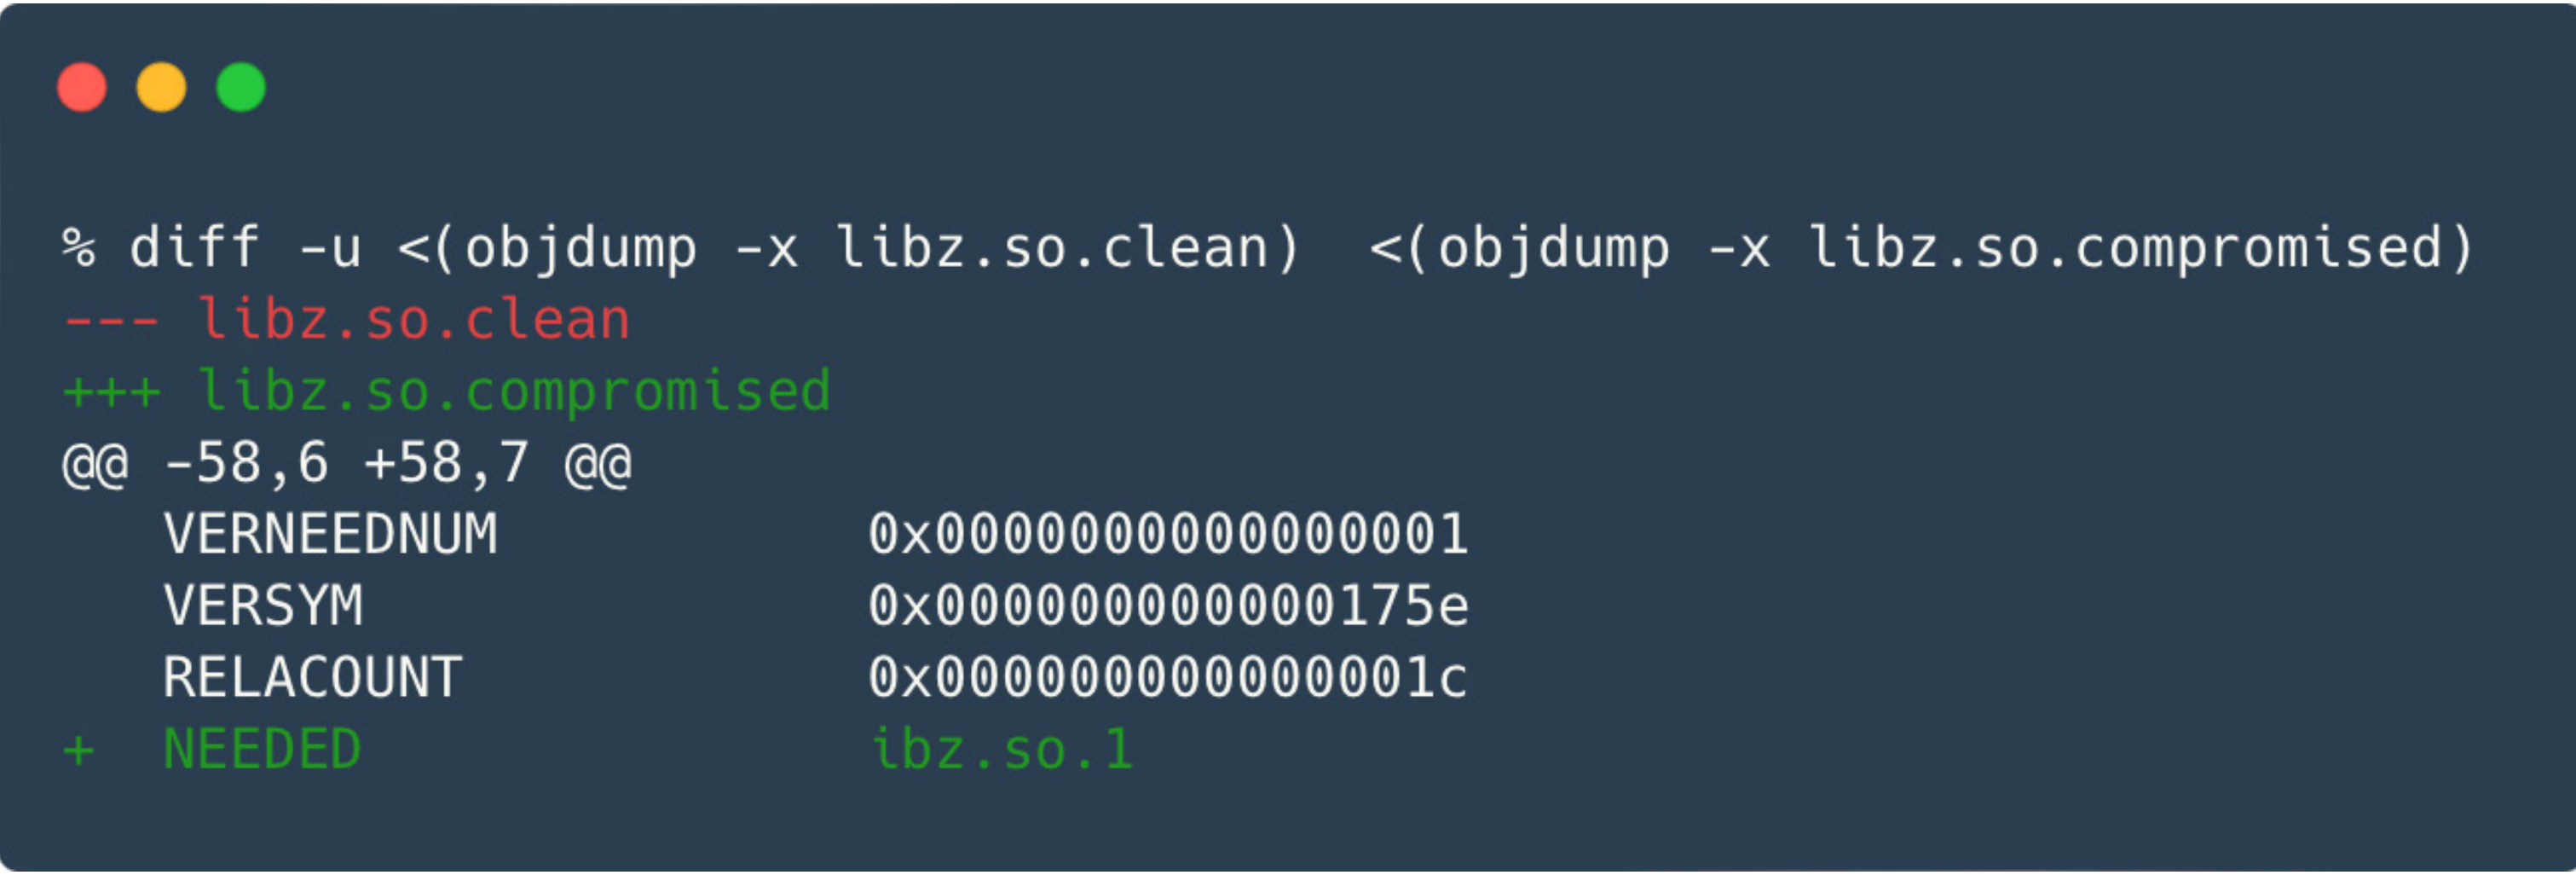 % diff -u <(objdump -x libz.so.clean)  <(objdump -x libz.so.compromised)
--- libz.so.clean
+++ libz.so.compromised
@@ -58,6 +58,7 @@
   VERNEEDNUM           0x0000000000000001
   VERSYM               0x000000000000175e
   RELACOUNT            0x000000000000001c
+  NEEDED               ibz.so.1